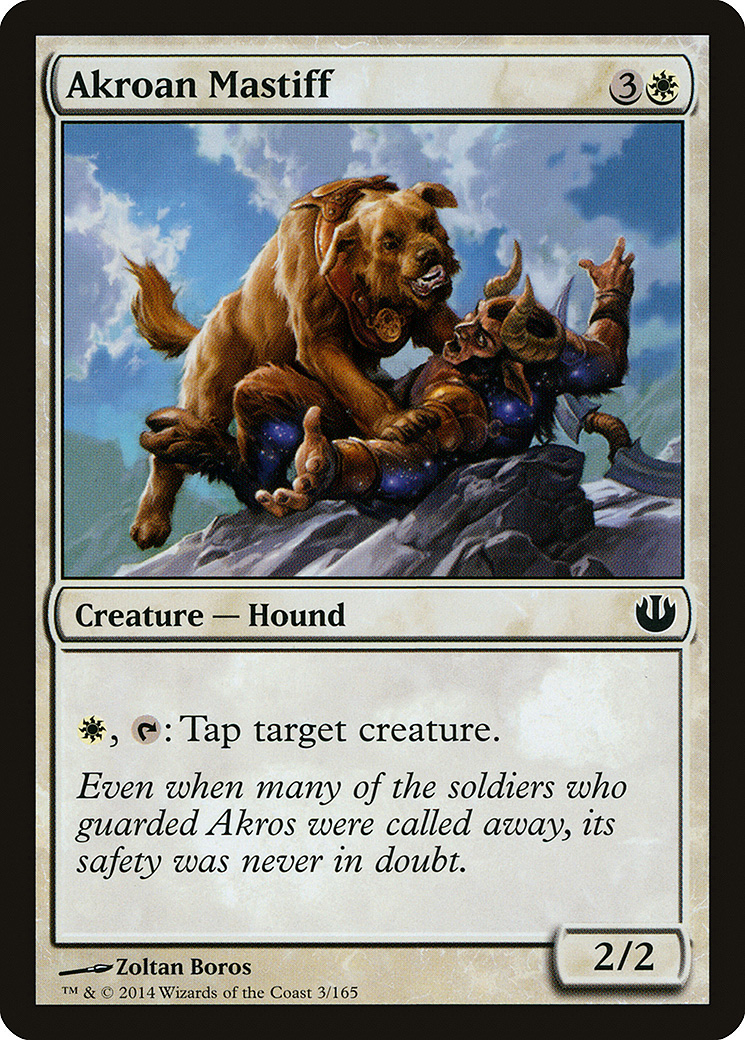 Akroan Mastiff 3
Creature — Hound
, : Tap target creature.
Even when many of the soldiers who
guarded Akros were called away, its
safety was never in doubt.
2/2
Zoltan Boros
™ & © 2014 Wizards of the Coast 3/165